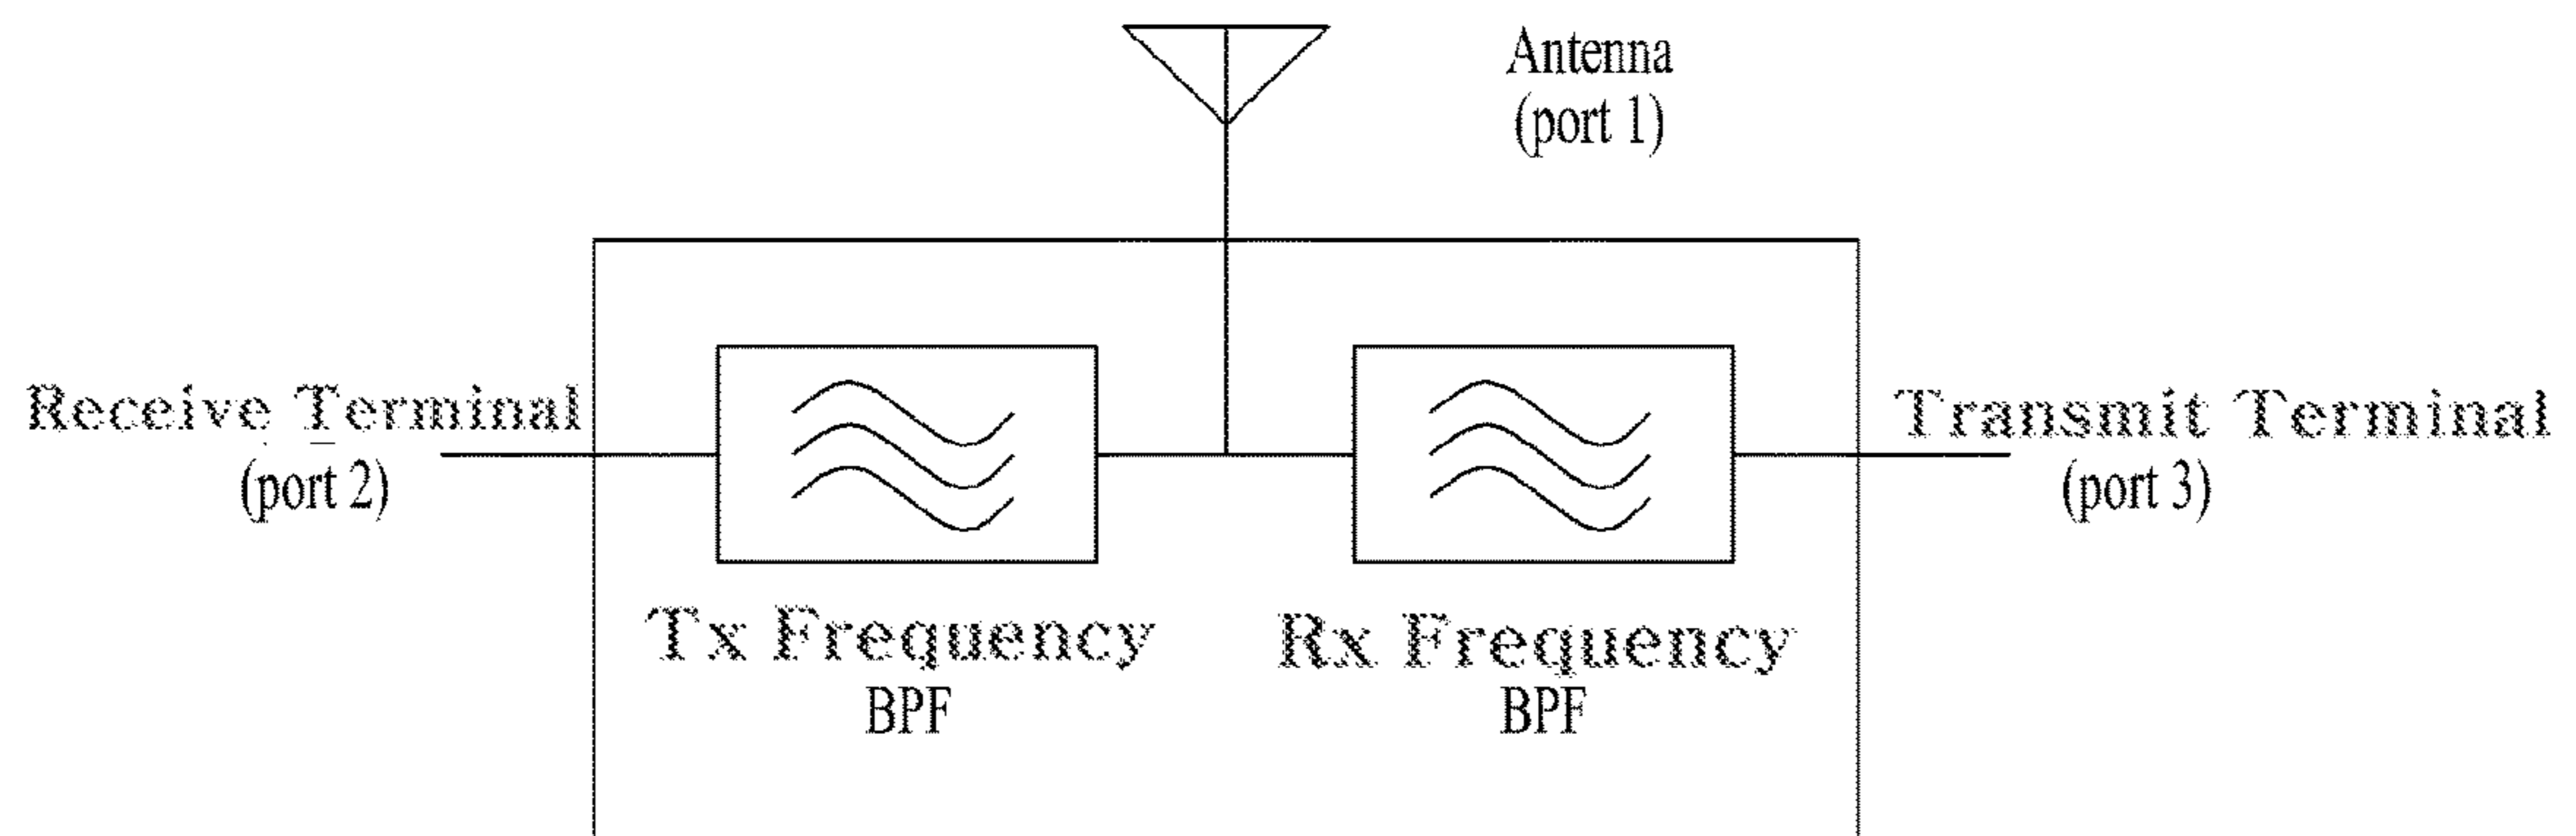 Antenna
(port 1)
Receive Terminal
(port 2)
Transmit Terminal
(port 3)
Tx Frequency
BPF
Rx Frequency
BPF